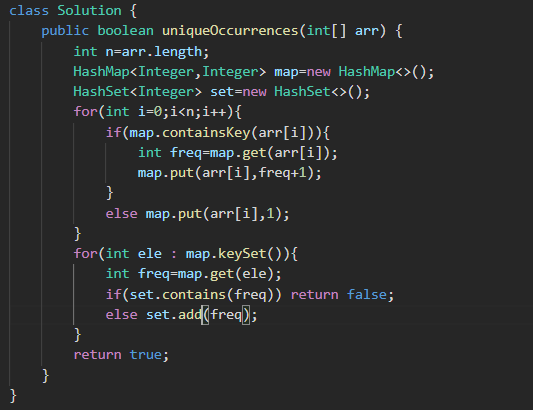 class Solution {
    public boolean uniqueOccurrences(int[] arr) {
        int n=arr.length;
        HashMap<Integer,Integer> map=new HashMap<>();
        HashSet<Integer> set=new HashSet<>();
        for(int i=0;i<n;i++){
            if(map.containsKey(arr[i])){
                int freq=map.get(arr[i]);
                map.put(arr[i],freq+1);
            }
            else map.put(arr[i],1);
        }
        for(int ele : map.keySet()){
            int freq=map.get(ele);
            if(set.contains(freq)) return false;
            else set.add(freq);
        }
        return true;
    }
}